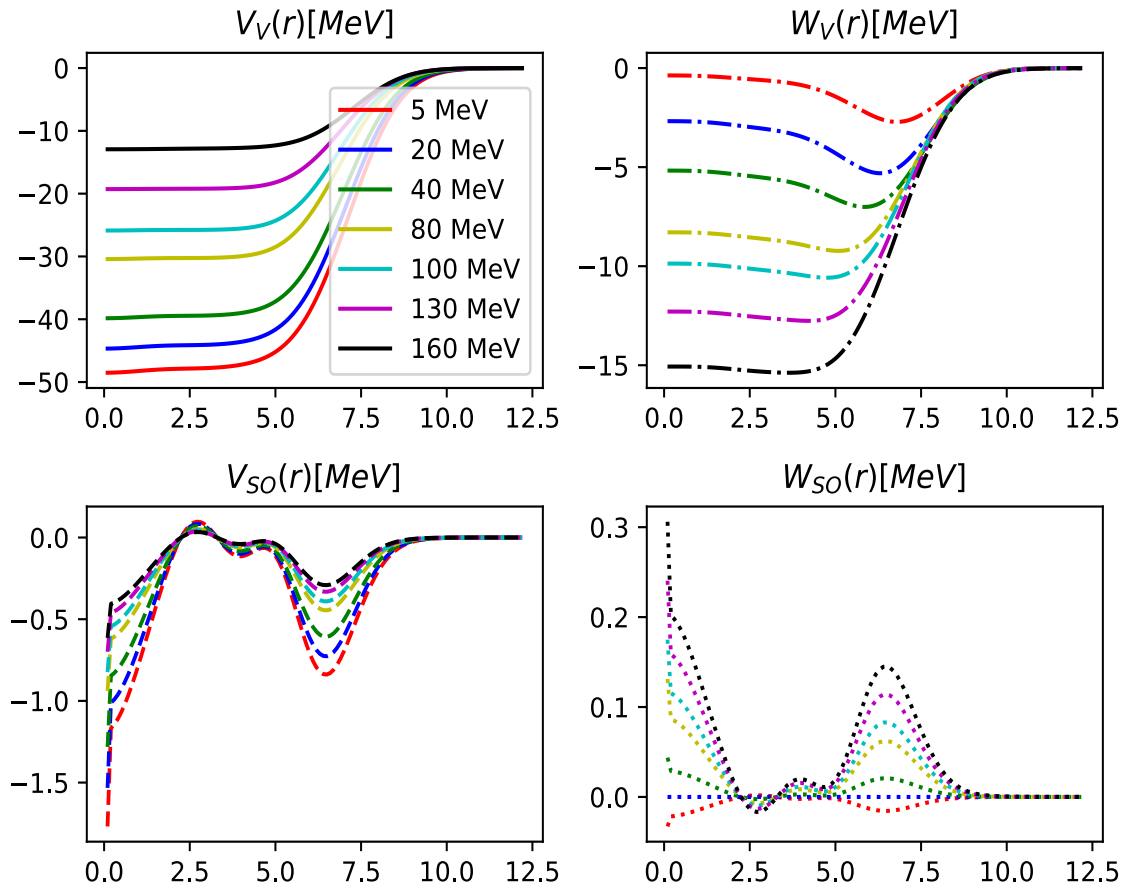 V_V(r)[MeV]
0
−10
−20
−30
−40
−50
0.0 2.5 5.0 7.5 10.0 12.5
5 MeV
20 MeV
40 MeV
80 MeV
100 MeV
130 MeV
160 MeV
W_V(r)[MeV]
0
−5
−10
−15
0.0 2.5 5.0 7.5 10.0 12.5
V_{SO}(r)[MeV]
0.0
−0.5
−1.0
−1.5
0.0 2.5 5.0 7.5 10.0 12.5
W_{SO}(r)[MeV]
0.3
0.2
0.1
0.0
0.0 2.5 5.0 7.5 10.0 12.5